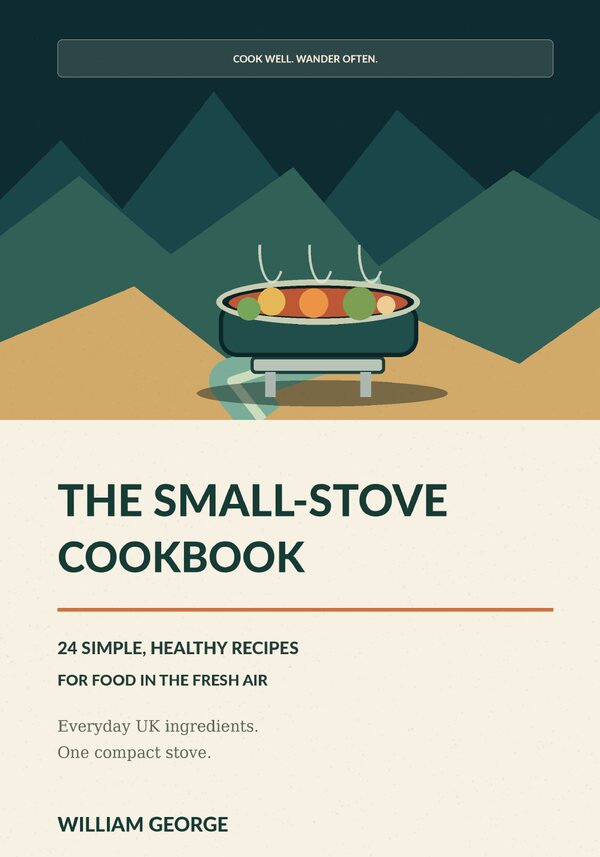 COOK WELL. WANDER OFTEN.
THE SMALL-STOVE
COOKBOOK
24 SIMPLE, HEALTHY RECIPES
FOR FOOD IN THE FRESH AIR
Everyday UK ingredients.
One compact stove.
WILLIAM GEORGE